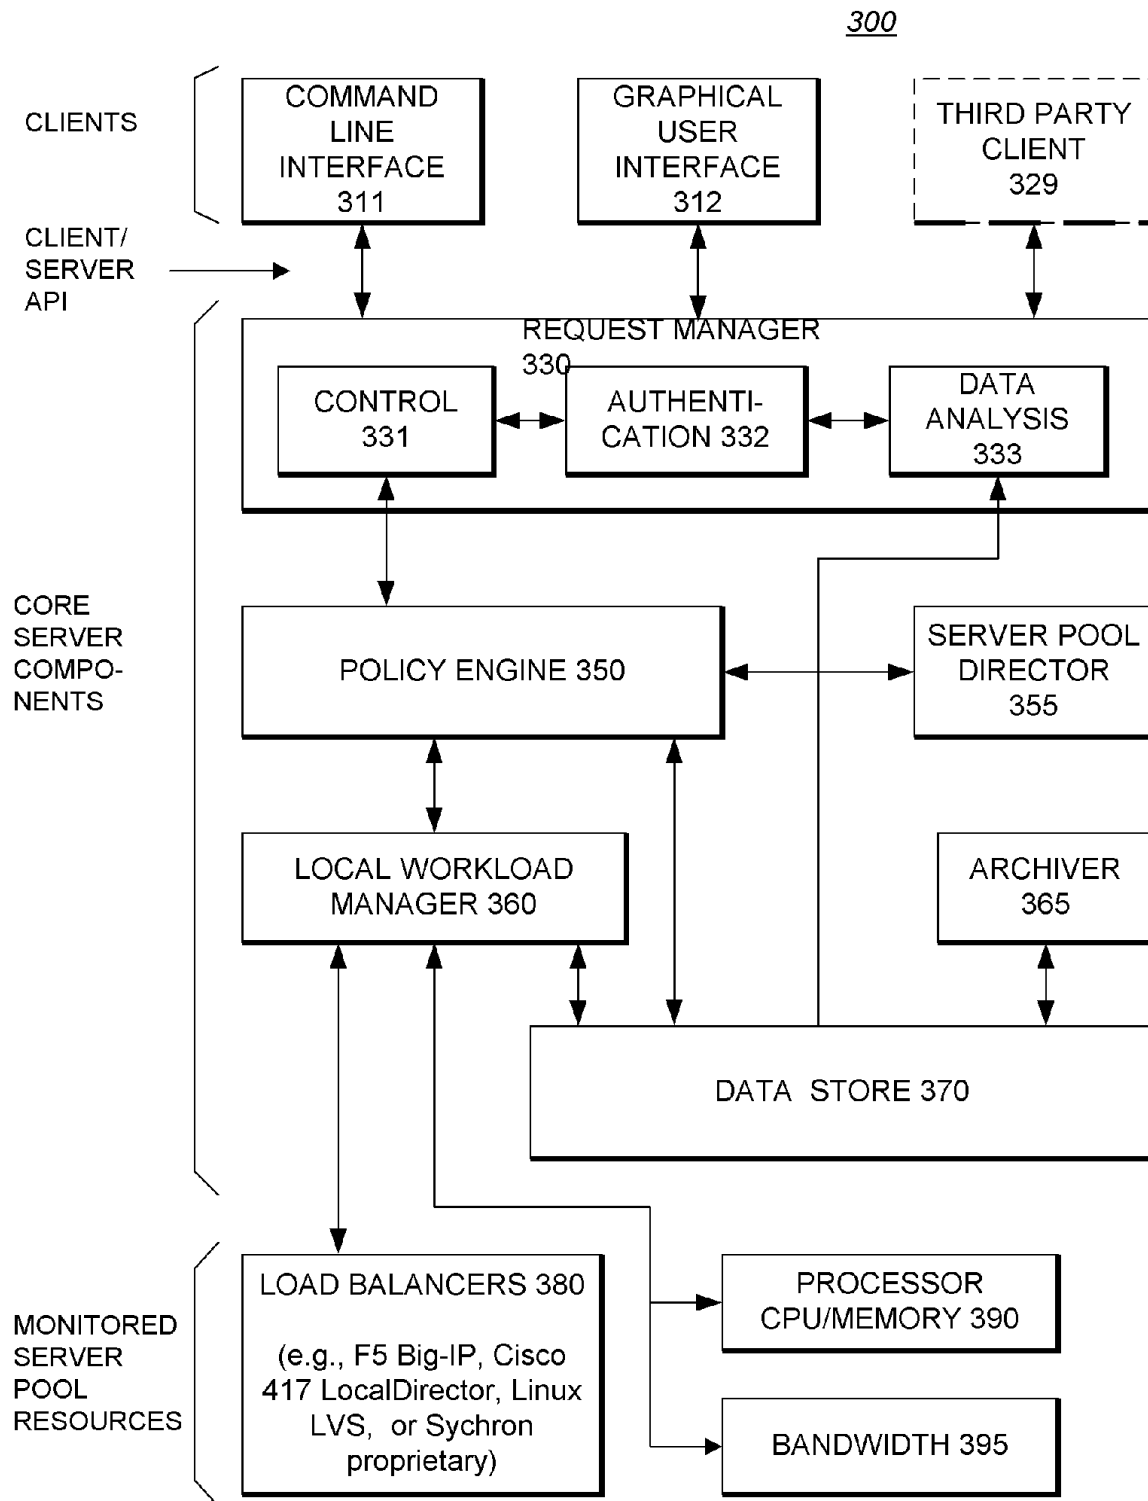 300
CLIENTS
COMMAND
LINE
INTERFACE
311
GRAPHICAL
USER
INTERFACE
312
THIRD PARTY
CLIENT
329
CLIENT/
SERVER
API
REQUEST MANAGER
330
CONTROL
331
AUTHENTI-
CATION 332
DATA
ANALYSIS
333
CORE
SERVER
COMPO-
NENTS
POLICY ENGINE 350
SERVER POOL
DIRECTOR
355
LOCAL WORKLOAD
MANAGER 360
ARCHIVER
365
DATA STORE 370
MONITORED
SERVER
POOL
RESOURCES
LOAD BALANCERS 380
(e.g., F5 Big-IP, Cisco
417 LocalDirector, Linux
LVS, or Sychron
proprietary)
PROCESSOR
CPU/MEMORY 390
BANDWIDTH 395